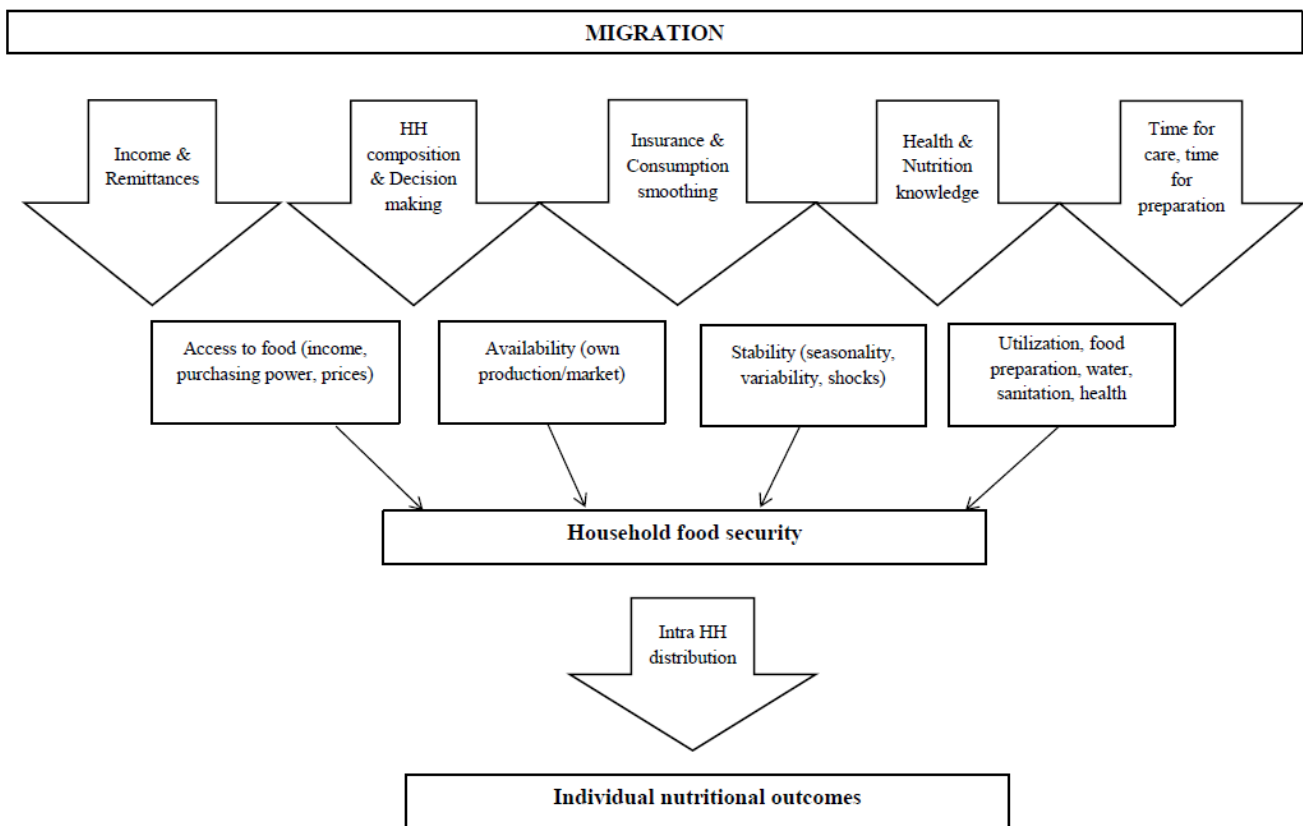 MIGRATION
Income &
Remittances
HH
composition
& Decision
making
Insurance &
Consumption
smoothing
Health &
Nutrition
knowledge
Time for
care, time
for
preparation
Access to food (income,
purchasing power, prices)
Availability (own
production/market)
Stability (seasonality,
variability, shocks)
Utilization, food
preparation, water,
sanitation, health
Household food security
Intra HH
distribution
Individual nutritional outcomes